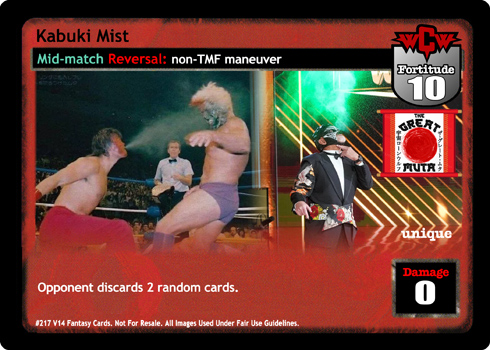 Kabuki Mist
Mid-match Reversal: non-TMF maneuver
WCW
Fortitude
10
THE
GREAT
MUTA
unique
Opponent discards 2 random cards.
Damage
0
#217 V14 Fantasy Cards. Not For Resale. All Images Used Under Fair Use Guidelines.